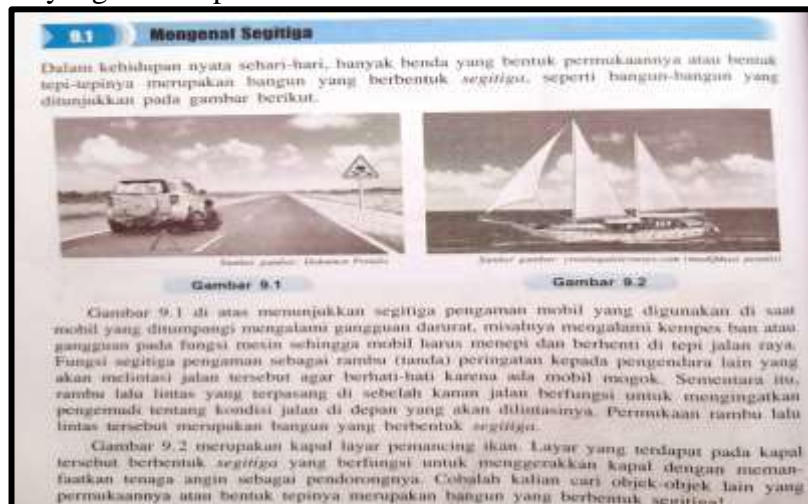 9.1 Mengenal Segitiga
Dalam kehidupan nyata sehari-hari, banyak benda yang bentuk permukaannya atau bentuk
tepi-tepinya merupakan bangun yang berbentuk segitiga, seperti bangun-bangun yang
ditunjukkan pada gambar berikut.
Sumber gambar: Dokumen Penulis
Sumber gambar:
Gambar 9.1
Gambar 9.2
Gambar 9.1 di atas menunjukkan segitiga pengaman mobil yang digunakan di saat
mobil yang ditumpangi mengalami gangguan darurat, misalnya mengalami kempes ban atau
gangguan pada fungsi mesin sehingga mobil harus menepi dan berhenti di tepi jalan raya.
Fungsi segitiga pengaman sebagai rambu (tanda) peringatan kepada pengendara lain yang
akan melintasi jalan tersebut agar berhati-hati karena ada mobil mogok. Sementara itu,
rambu lalu lintas yang terpasang di sebelah kanan jalan berfungsi untuk mengingatkan
pengemudi tentang kondisi jalan di depan yang akan dilintasinya. Permukaan rambu lalu
lintas tersebut merupakan bangun yang berbentuk segitiga.
Gambar 9.2 merupakan kapal layar pemancing ikan. Layar yang terdapat pada kapal
tersebut berbentuk segitiga yang berfungsi untuk menggerakkan kapal dengan meman-
faatkan tenaga angin sebagai pendorongnya. Cobalah kalian cari objek-objek lain yang
permukaannya atau bentuk tepinya merupakan bangun yang berbentuk segitiga!